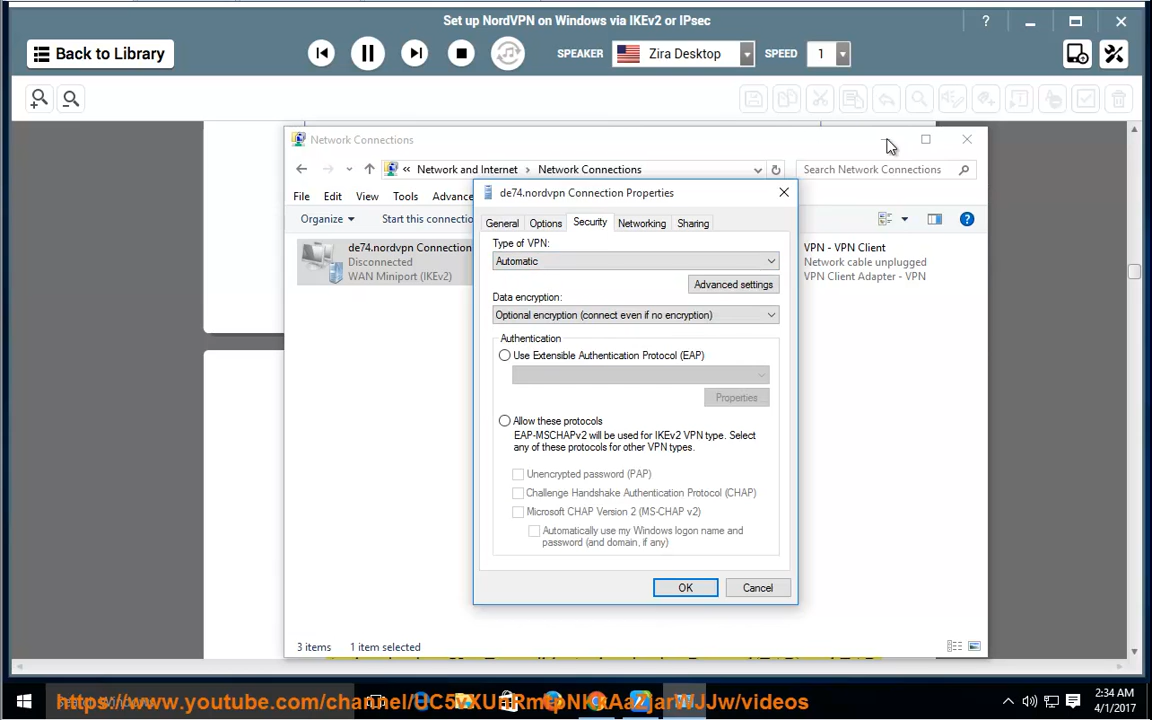 Set up NordVPN on Windows via IKEv2 or IPsec
?
Back to Library
SPEAKER
Zira Desktop
SPEED
1
Network Connections
« Network and Internet › Network Connections
Search Network Connections
File Edit View Tools Advance
Organize
Start this connectio
?
de74.nordvpn Connection
Disconnected
WAN Miniport (IKEv2)
VPN - VPN Client
Network cable unplugged
VPN Client Adapter - VPN
de74.nordvpn Connection Properties
General Options Security Networking Sharing
Type of VPN:
Automatic
Advanced settings
Data encryption:
Optional encryption (connect even if no encryption)
Authentication
Use Extensible Authentication Protocol (EAP)
Properties
Allow these protocols
EAP-MSCHAPv2 will be used for IKEv2 VPN type. Select
any of these protocols for other VPN types.
Unencrypted password (PAP)
Challenge Handshake Authentication Protocol (CHAP)
Microsoft CHAP Version 2 (MS-CHAP v2)
Automatically use my Windows logon name and
password (and domain, if any)
OK Cancel
3 items 1 item selected
Search Windows
2:34 AM
4/1/2017